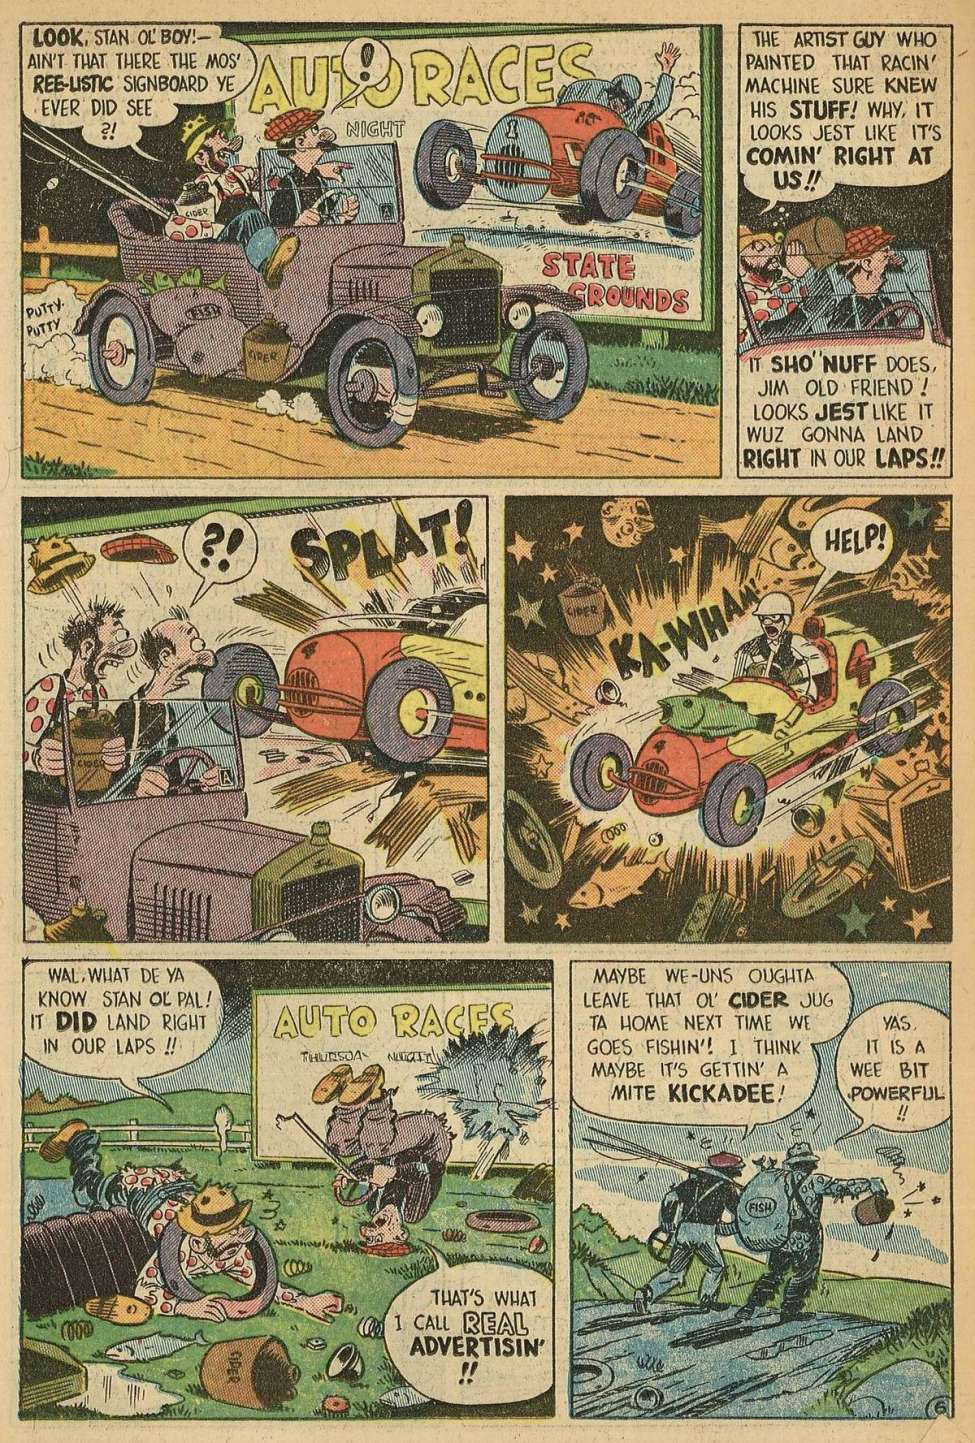 LOOK, STAN OL' BOY!—
AIN'T THAT THERE THE MOS'
REE-LISTIC SIGNBOARD YE
EVER DID SEE
?!
!
AUTO RACES
NIGHT
1
STATE
GROUNDS
CIDER
FISH
CIDER
PUTTY-
PUTTY
THE ARTIST GUY WHO
PAINTED THAT RACIN'
MACHINE SURE KNEW
HIS STUFF! WHY, IT
LOOKS JEST LIKE IT'S
COMIN' RIGHT AT
US!!
IT SHO' NUFF DOES,
JIM OLD FRIEND!
LOOKS JEST LIKE IT
WUZ GONNA LAND
RIGHT IN OUR LAPS!!
?!
SPLAT!
4
CIDER
A
HELP!
CIDER
KA-WHAM!
4
4
WAL, WHAT DE YA
KNOW STAN OL' PAL!
IT DID LAND RIGHT
IN OUR LAPS!!
AUTO RACES
CIDER
THAT'S WHAT
I CALL REAL
ADVERTISIN'
!!
MAYBE WE-UNS OUGHTA
LEAVE THAT OL' CIDER JUG
TA HOME NEXT TIME WE
GOES FISHIN'! I THINK
MAYBE IT'S GETTIN' A
MITE KICKADEE!
YAS,
IT IS A
WEE BIT
POWERFUL
!!
FISH
6